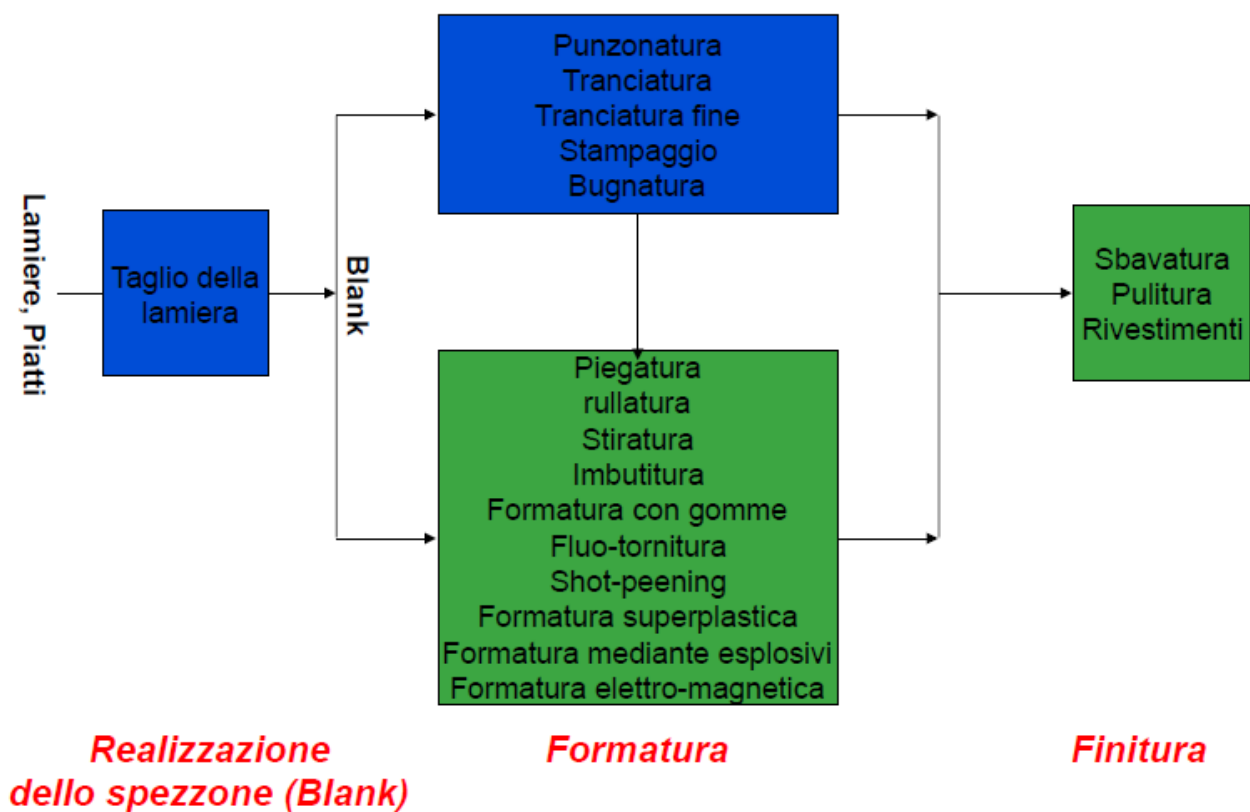 Lamiere, Piatti
Taglio della
lamiera
Blank
Punzonatura
Tranciatura
Tranciatura fine
Stampaggio
Bugnatura
Piegatura
rullatura
Stiratura
Imbutitura
Formatura con gomme
Fluo-tornitura
Shot-peening
Formatura superplastica
Formatura mediante esplosivi
Formatura elettro-magnetica
Sbavatura
Pulitura
Rivestimenti
Realizzazione
dello spezzone (Blank)
Formatura
Finitura